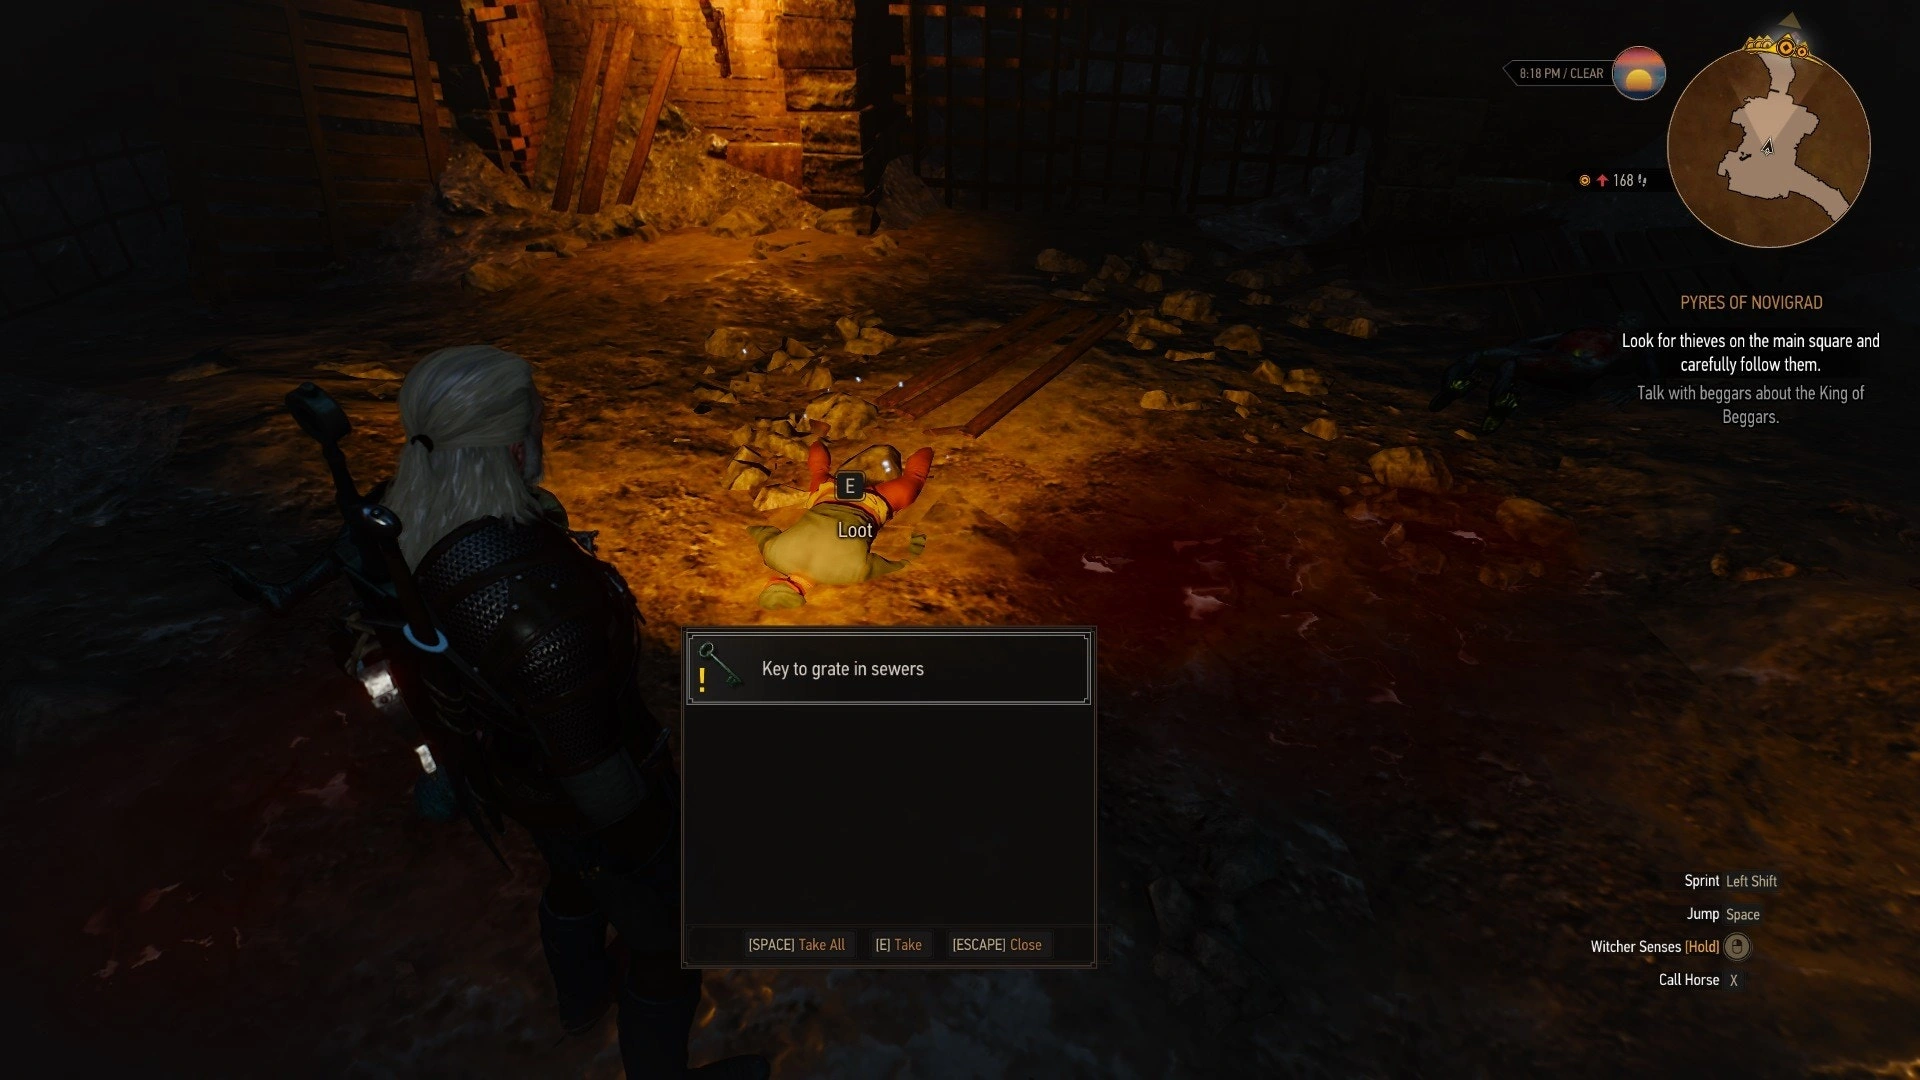 8:18 PM / CLEAR
168
PYRES OF NOVIGRAD
Look for thieves on the main square and
carefully follow them.
Talk with beggars about the King of
Beggars.
E
Loot
Key to grate in sewers
[SPACE] Take All [E] Take [ESCAPE] Close
Sprint Left Shift
Jump Space
Witcher Senses [Hold]
Call Horse X